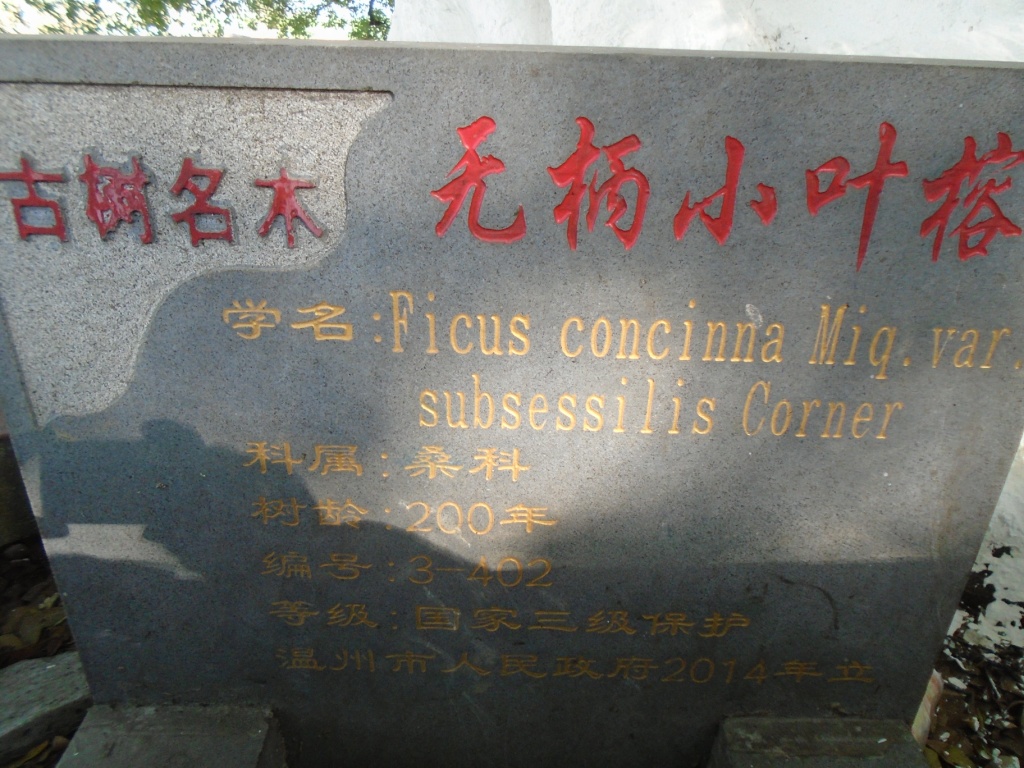 古树名木
无柄小叶榕
学名:Ficus concinna Miq.var.
subsessilis Corner
科属:桑科
树龄:200年
编号:3-402
等级:国家三级保护
温州市人民政府2014年立